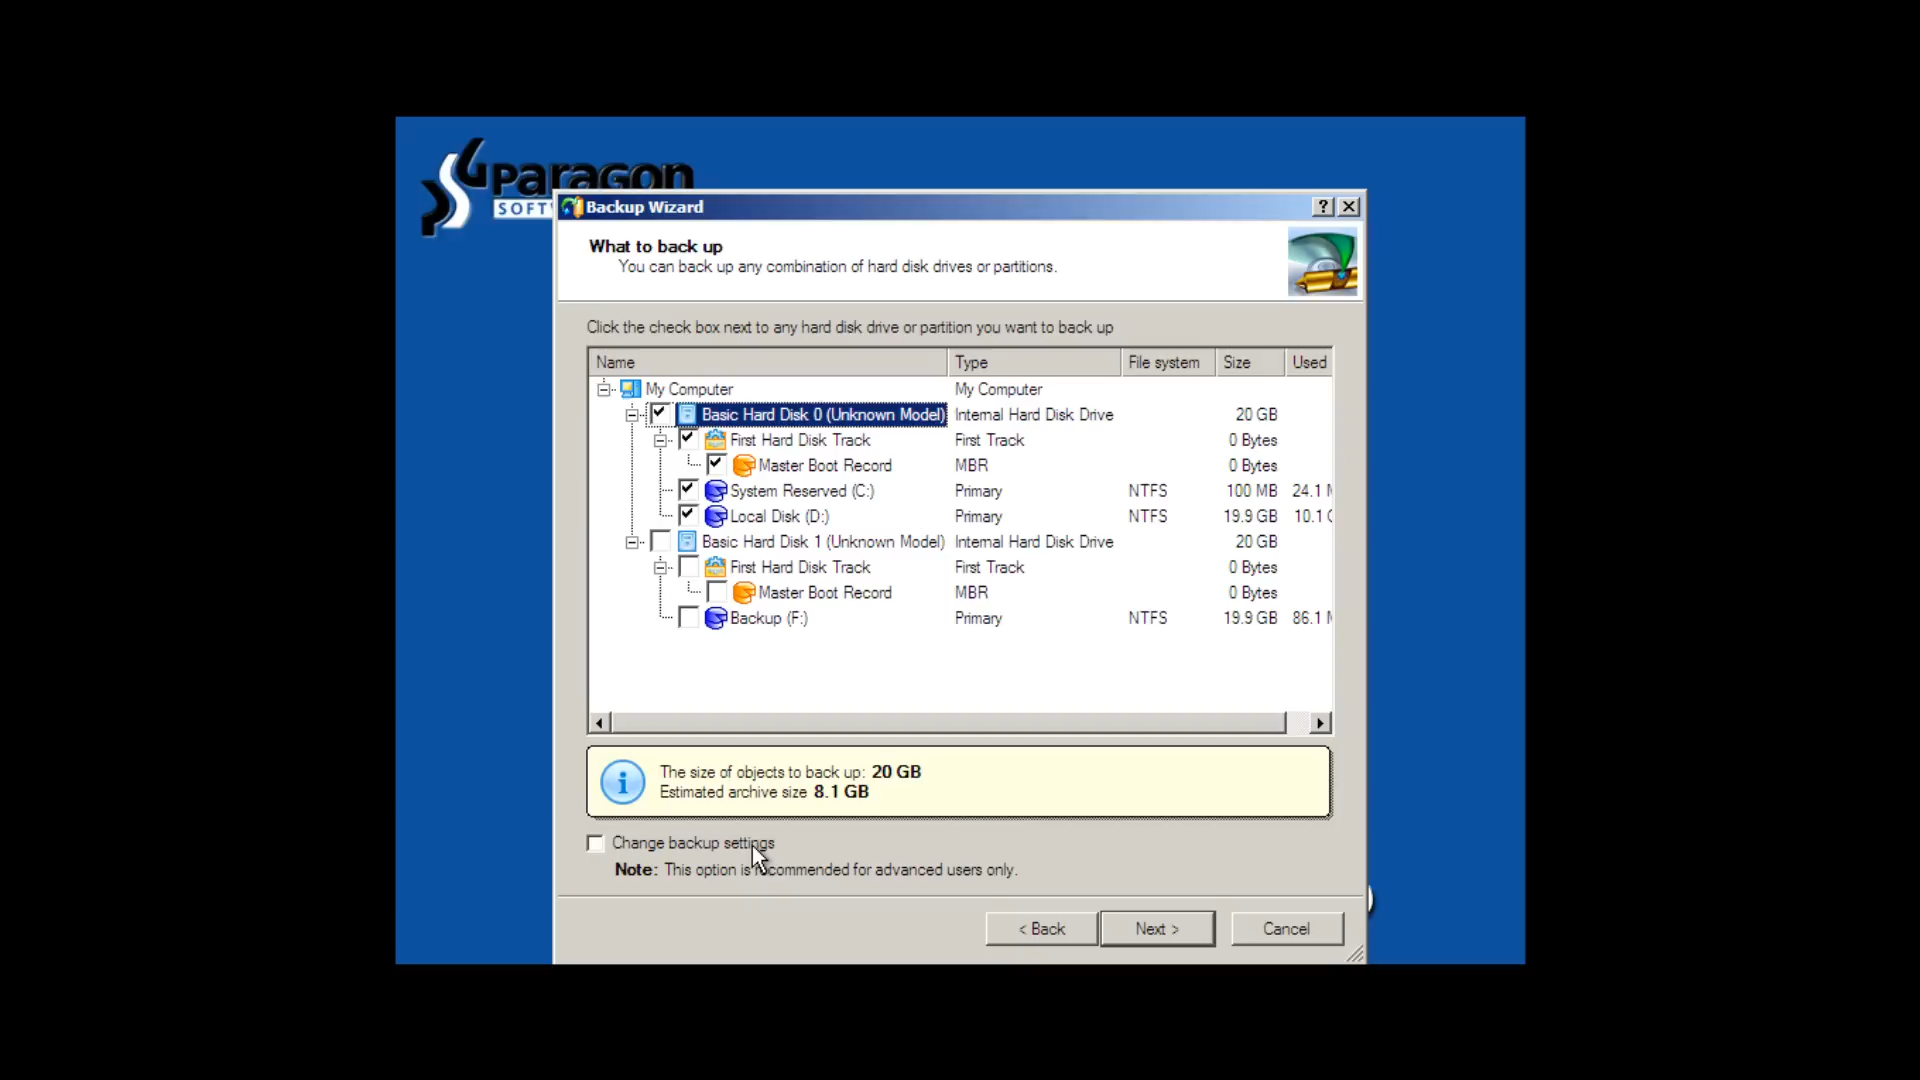 paragon
SOFT
Backup Wizard
What to back up
You can back up any combination of hard disk drives or partitions.
Click the check box next to any hard disk drive or partition you want to back up
Name Type File system Size Used
My Computer My Computer
Basic Hard Disk 0 (Unknown Model) Internal Hard Disk Drive 20 GB
First Hard Disk Track First Track 0 Bytes
Master Boot Record MBR 0 Bytes
System Reserved (C:) Primary NTFS 100 MB 24.1
Local Disk (D:) Primary NTFS 19.9 GB 10.1
Basic Hard Disk 1 (Unknown Model) Internal Hard Disk Drive 20 GB
First Hard Disk Track First Track 0 Bytes
Master Boot Record MBR 0 Bytes
Backup (F:) Primary NTFS 19.9 GB 86.1
The size of objects to back up: 20 GB
Estimated archive size 8.1 GB
Change backup settings
Note: This option is recommended for advanced users only.
< Back Next > Cancel